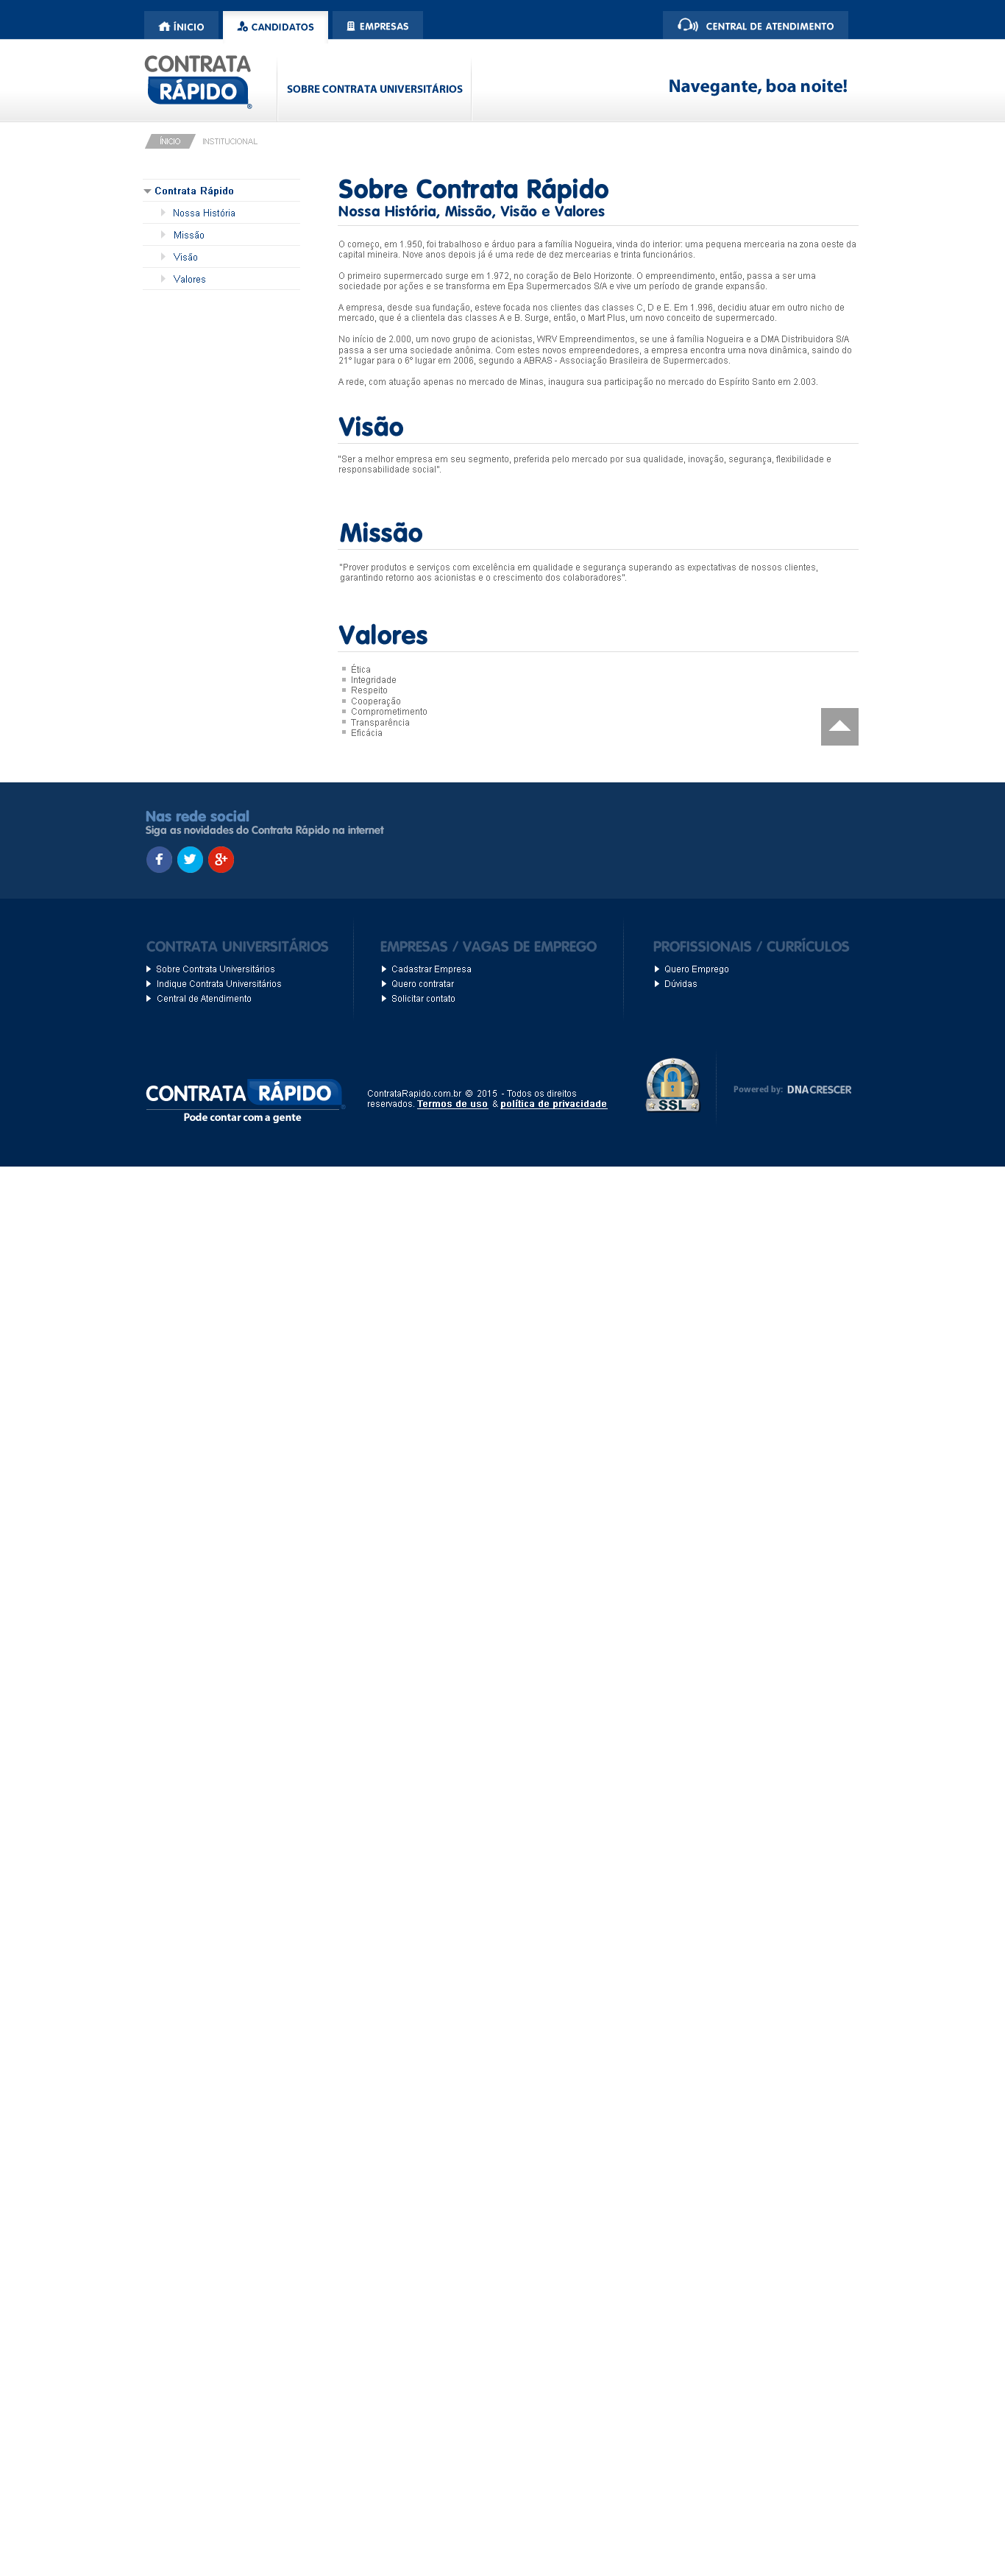 ÍNICIO
CANDIDATOS
EMPRESAS
CENTRAL DE ATENDIMENTO
CONTRATA
RÁPIDO
SOBRE CONTRATA UNIVERSITÁRIOS
Navegante, boa noite!
ÍNICIO
INSTITUCIONAL
Contrata Rápido
Nossa História
Missão
Visão
Valores
Sobre Contrata Rápido
Nossa História, Missão, Visão e Valores
O começo, em 1.950, foi trabalhoso e árduo para a família Nogueira, vinda do interior: uma pequena mercearia na zona oeste da
capital mineira. Nove anos depois já é uma rede de dez mercearias e trinta funcionários.
O primeiro supermercado surge em 1.972, no coração de Belo Horizonte. O empreendimento, então, passa a ser uma
sociedade por ações e se transforma em Epa Supermercados S/A e vive um período de grande expansão.
A empresa, desde sua fundação, esteve focada nos clientes das classes C, D e E. Em 1.996, decidiu atuar em outro nicho de
mercado, que é a clientela das classes A e B. Surge, então, o Mart Plus, um novo conceito de supermercado.
No início de 2.000, um novo grupo de acionistas, WRV Empreendimentos, se une á família Nogueira e a DMA Distribuidora S/A
passa a ser uma sociedade anônima. Com estes novos empreendedores, a empresa encontra uma nova dinâmica, saindo do
21º lugar para o 6º lugar em 2006, segundo a ABRAS - Associação Brasileira de Supermercados.
A rede, com atuação apenas no mercado de Minas, inaugura sua participação no mercado do Espírito Santo em 2.003.
Visão
"Ser a melhor empresa em seu segmento, preferida pelo mercado por sua qualidade, inovação, segurança, flexibilidade e
responsabilidade social".
Missão
"Prover produtos e serviços com excelência em qualidade e segurança superando as expectativas de nossos clientes,
garantindo retorno aos acionistas e o crescimento dos colaboradores".
Valores
Ética
Integridade
Respeito
Cooperação
Comprometimento
Transparência
Eficácia
Nas rede social
Siga as novidades do Contrata Rápido na internet
CONTRATA UNIVERSITÁRIOS
Sobre Contrata Universitários
Indique Contrata Universitários
Central de Atendimento
EMPRESAS / VAGAS DE EMPREGO
Cadastrar Empresa
Quero contratar
Solicitar contato
PROFISSIONAIS / CURRÍCULOS
Quero Emprego
Dúvidas
CONTRATA RÁPIDO
Pode contar com a gente
ContrataRapido.com.br © 2015 - Todos os direitos
reservados. Termos de uso & política de privacidade
SSL
Powered by: DNACRESCER